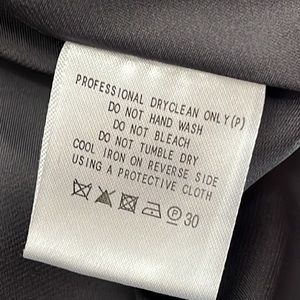 PROFESSIONAL DRYCLEAN ONLY(P)
DO NOT HAND WASH
DO NOT BLEACH
DO NOT TUMBLE DRY
COOL IRON ON REVERSE SIDE
USING A PROTECTIVE CLOTH
P 30